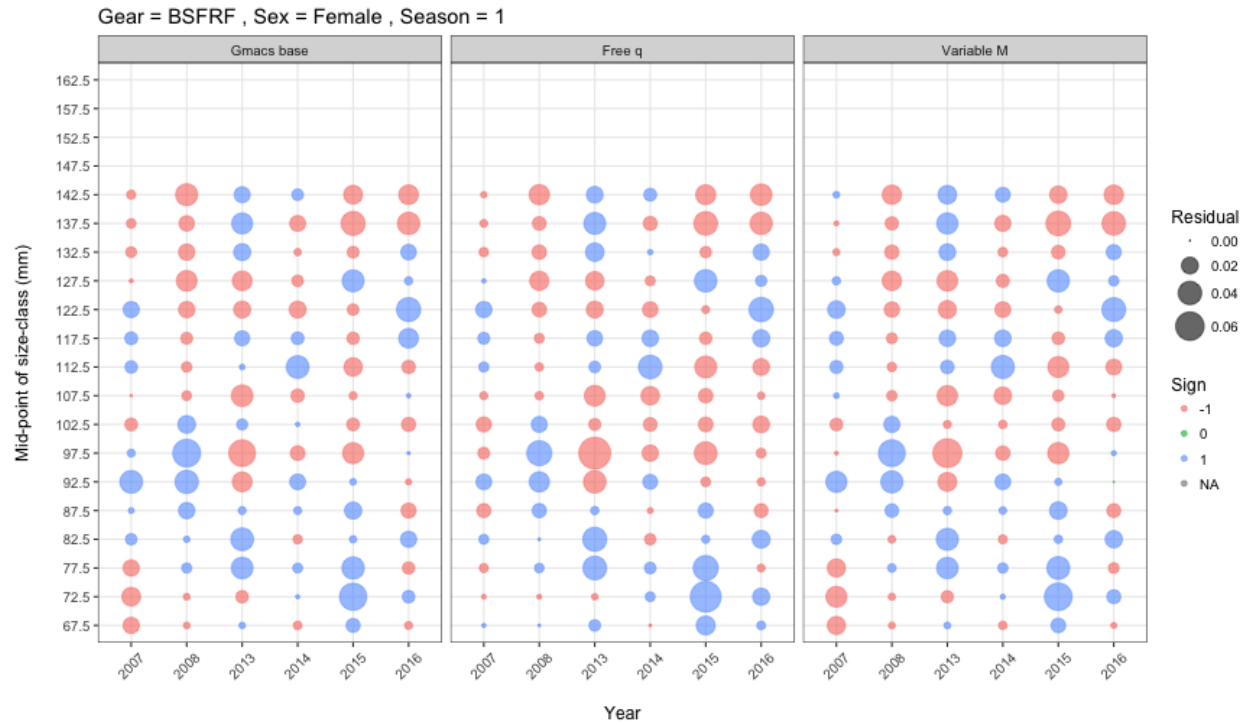 Gear = BSFRF , Sex = Female , Season = 1
Gmacs base
Free q
Variable M
162.5
157.5
152.5
147.5
142.5
137.5
132.5
127.5
122.5
117.5
112.5
107.5
102.5
97.5
92.5
87.5
82.5
77.5
72.5
67.5
Mid-point of size-class (mm)
2007 2008 2013 2014 2015 2016
2007 2008 2013 2014 2015 2016
2007 2008 2013 2014 2015 2016
Year
Residual
0.00
0.02
0.04
0.06
Sign
-1
0
1
NA